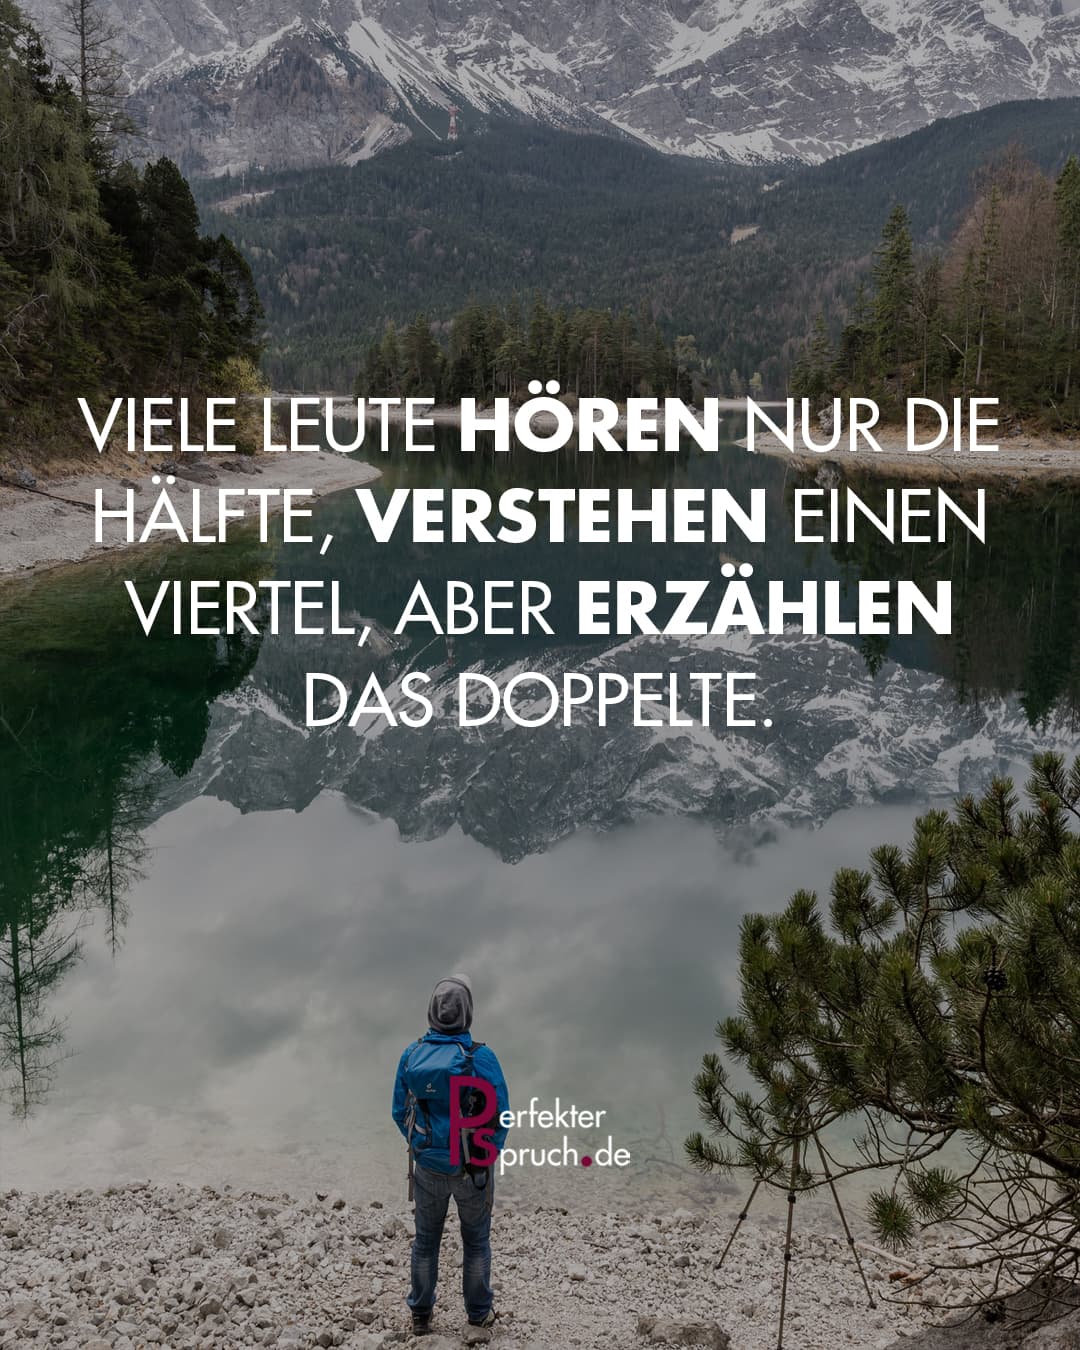 VIELE LEUTE HÖREN NUR DIE
HÄLFTE, VERSTEHEN EINEN
VIERTEL, ABER ERZÄHLEN
DAS DOPPELTE.
Perfekter
Spruch.de